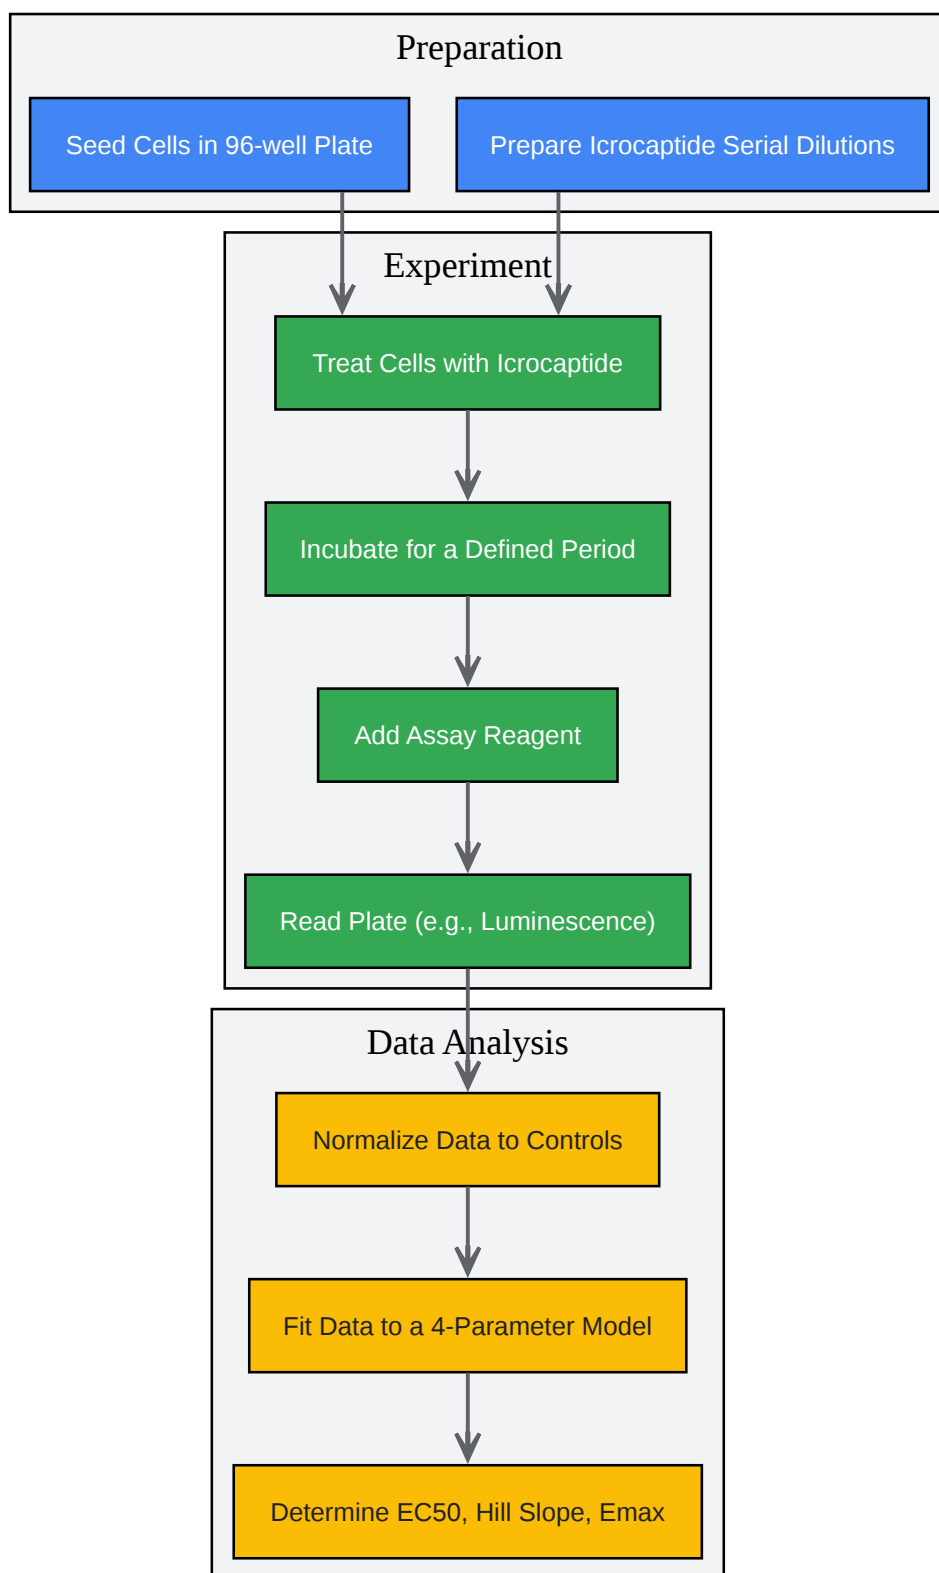 Preparation
Seed Cells in 96-well Plate
Prepare Icrocaptide Serial Dilutions
Experiment
Treat Cells with Icrocaptide
Incubate for a Defined Period
Add Assay Reagent
Read Plate (e.g., Luminescence)
Data Analysis
Normalize Data to Controls
Fit Data to a 4-Parameter Model
Determine EC50, Hill Slope, Emax